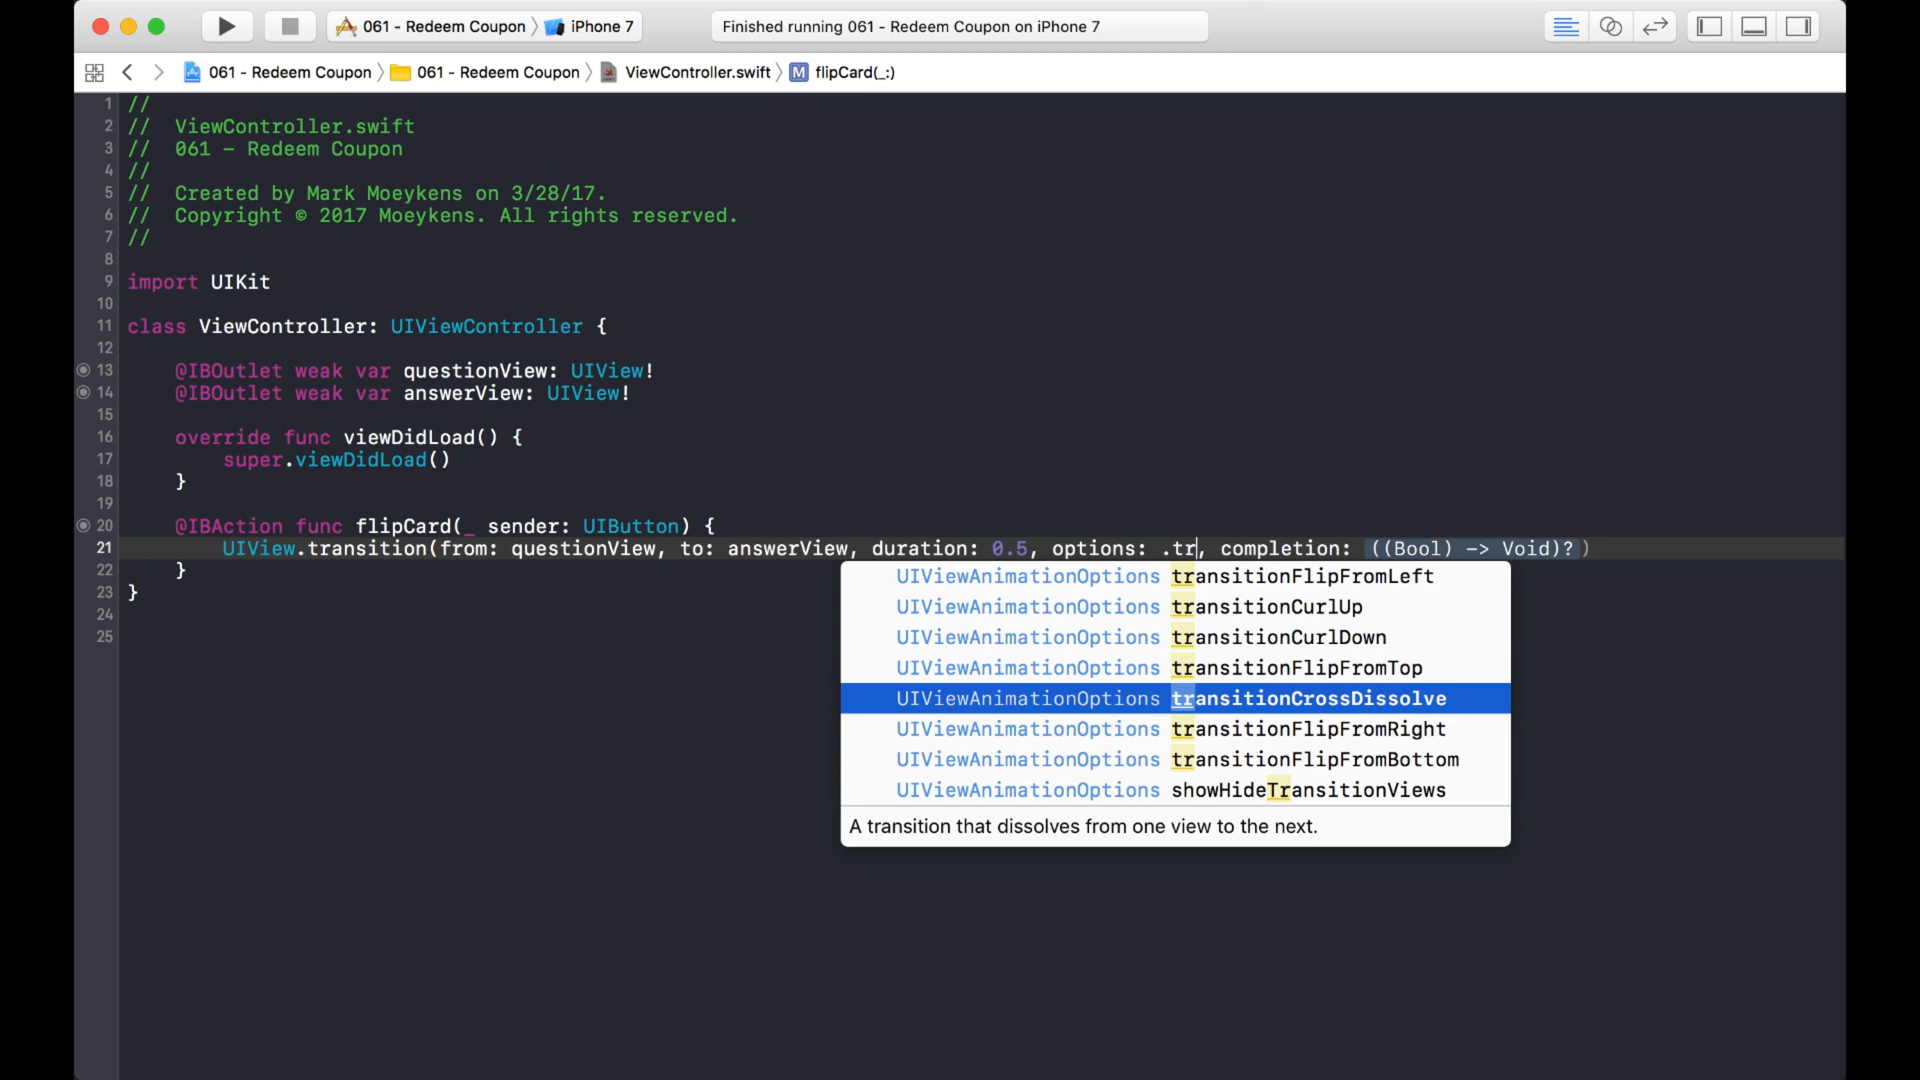 061 - Redeem Coupon 〉 iPhone 7
Finished running 061 - Redeem Coupon on iPhone 7
061 - Redeem Coupon 〉 061 - Redeem Coupon 〉 ViewController.swift 〉 M flipCard(_:)
1 //
2 //  ViewController.swift
3 //  061 - Redeem Coupon
4 //
5 //  Created by Mark Moeykens on 3/28/17.
6 //  Copyright © 2017 Moeykens. All rights reserved.
7 //
8
9 import UIKit
10
11 class ViewController: UIViewController {
12
13     @IBOutlet weak var questionView: UIView!
14     @IBOutlet weak var answerView: UIView!
15
16     override func viewDidLoad() {
17         super.viewDidLoad()
18     }
19
20     @IBAction func flipCard(_ sender: UIButton) {
21         UIView.transition(from: questionView, to: answerView, duration: 0.5, options: .tr, completion: ((Bool) -> Void)?)
22     }
23 }
24
25
UIViewAnimationOptions transitionFlipFromLeft
UIViewAnimationOptions transitionCurlUp
UIViewAnimationOptions transitionCurlDown
UIViewAnimationOptions transitionFlipFromTop
UIViewAnimationOptions transitionCrossDissolve
UIViewAnimationOptions transitionFlipFromRight
UIViewAnimationOptions transitionFlipFromBottom
UIViewAnimationOptions showHideTransitionViews
A transition that dissolves from one view to the next.